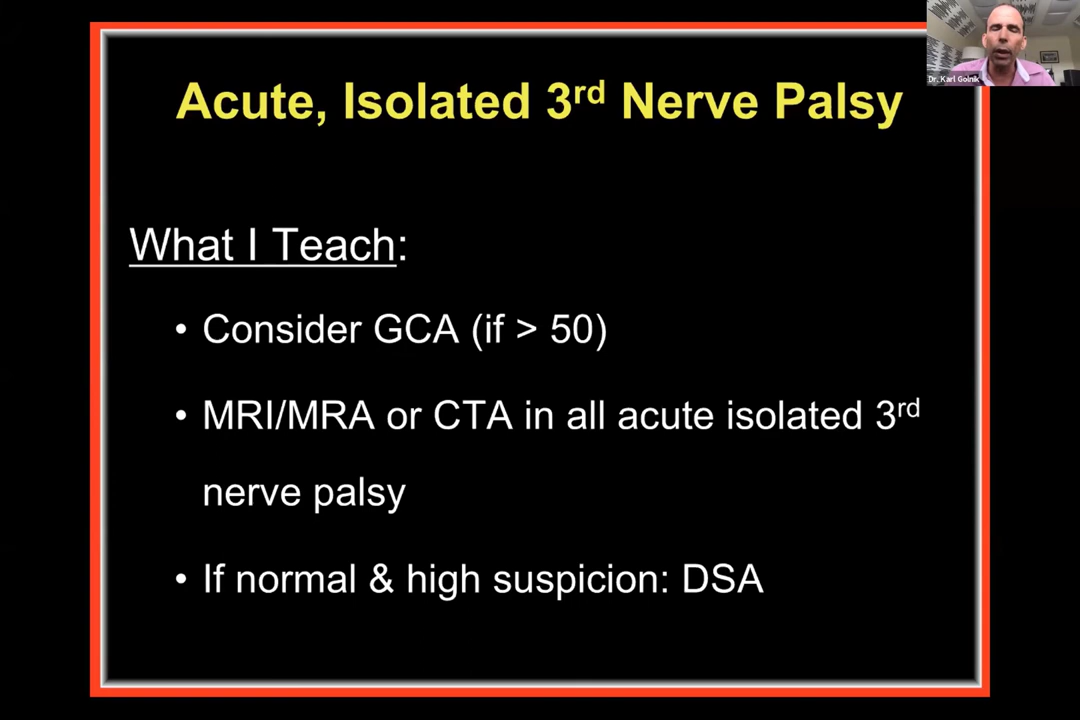 Dr. Karl Golnik
Acute, Isolated 3rd Nerve Palsy
What I Teach:
• Consider GCA (if > 50)
• MRI/MRA or CTA in all acute isolated 3rd
nerve palsy
• If normal & high suspicion: DSA